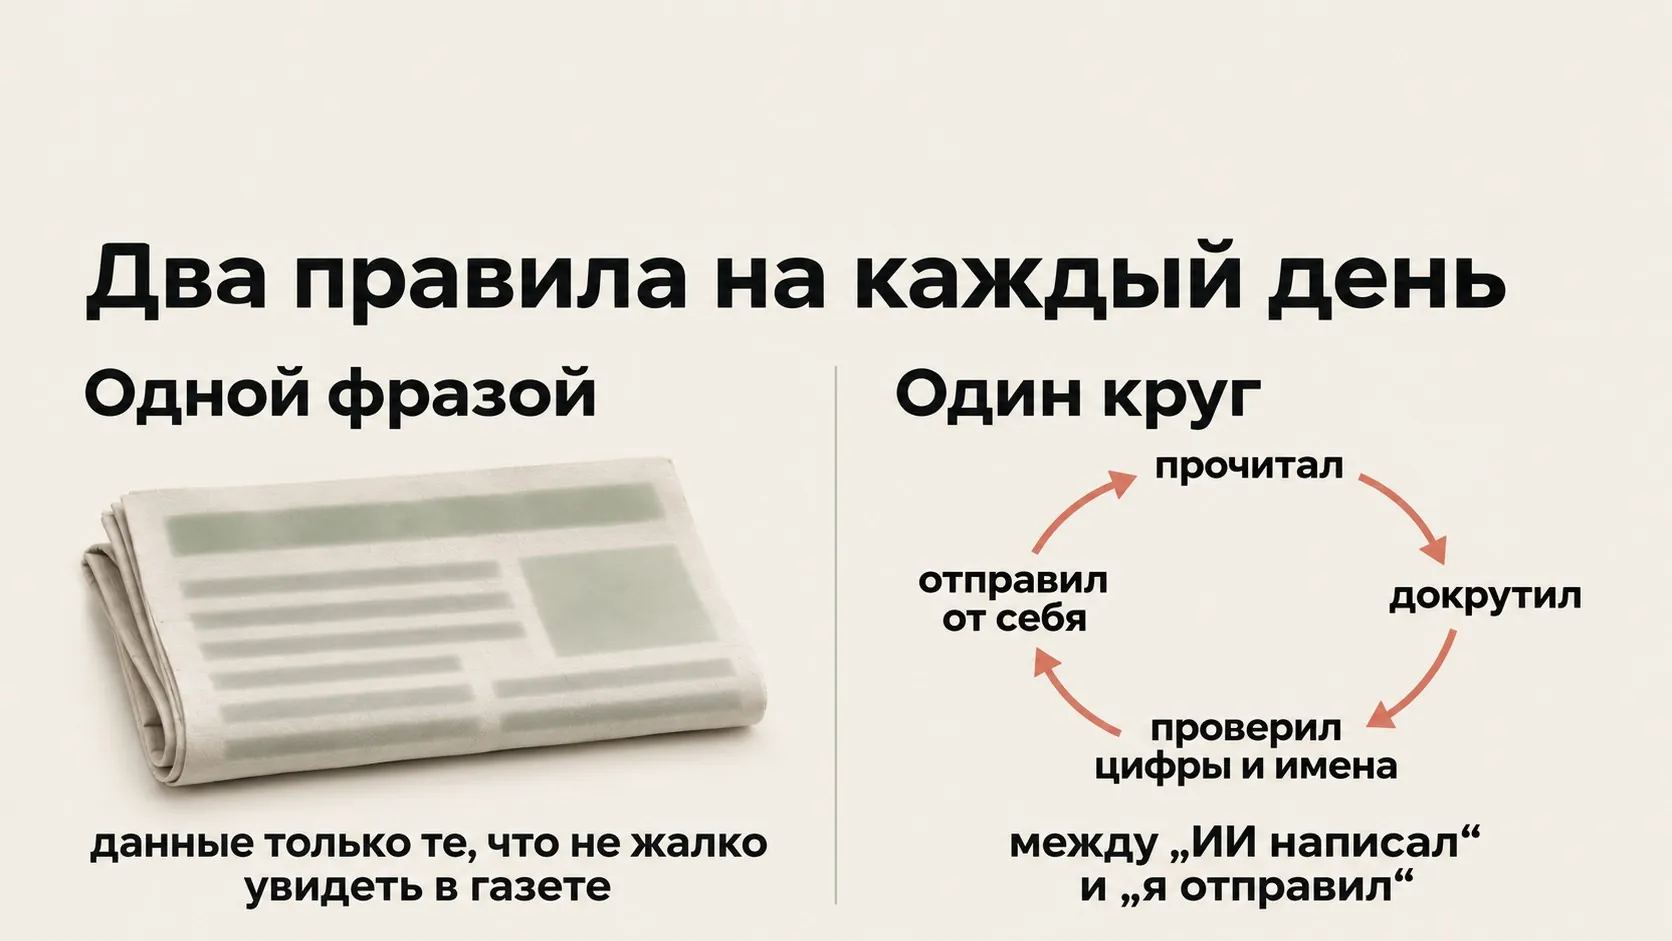 Два правила на каждый день
Одной фразой
данные только те, что не жалко
увидеть в газете
Один круг
прочитал
докрутил
проверил
цифры и имена
отправил
от себя
между „ИИ написал“
и „я отправил“